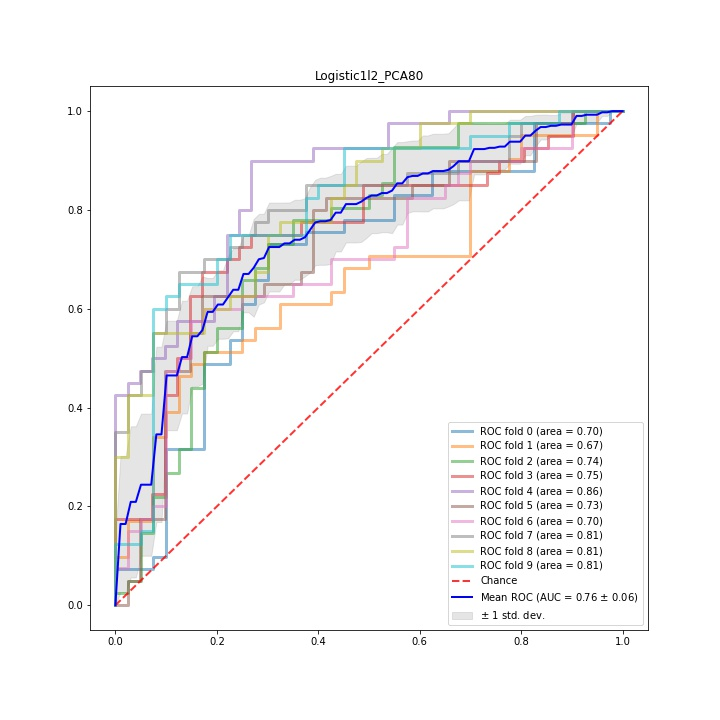 Logistic1l2_PCA80
1.0
0.8
0.6
0.4
0.2
0.0
0.0 0.2 0.4 0.6 0.8 1.0
ROC fold 0 (area = 0.70)
ROC fold 1 (area = 0.67)
ROC fold 2 (area = 0.74)
ROC fold 3 (area = 0.75)
ROC fold 4 (area = 0.86)
ROC fold 5 (area = 0.73)
ROC fold 6 (area = 0.70)
ROC fold 7 (area = 0.81)
ROC fold 8 (area = 0.81)
ROC fold 9 (area = 0.81)
Chance
Mean ROC (AUC = 0.76 ± 0.06)
± 1 std. dev.